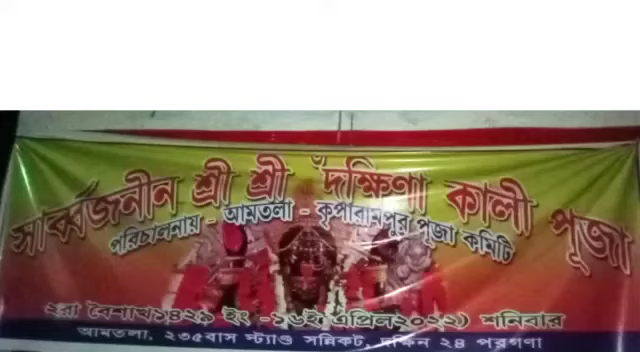 সার্ব্বজনীন শ্রী শ্রী ঁদক্ষিণা কালী পূজা
পরিচালনায় - আমতলা - কৃপারামপুর পূজা কমিটি
২রা বৈশাখ১৪২৯ ইং -১৬ই এপ্রিল২০২২) শনিবার
আমতলা, ২৩৫বাস স্ট্যাণ্ড সন্নিকট, দক্ষিন ২৪ পরগণা